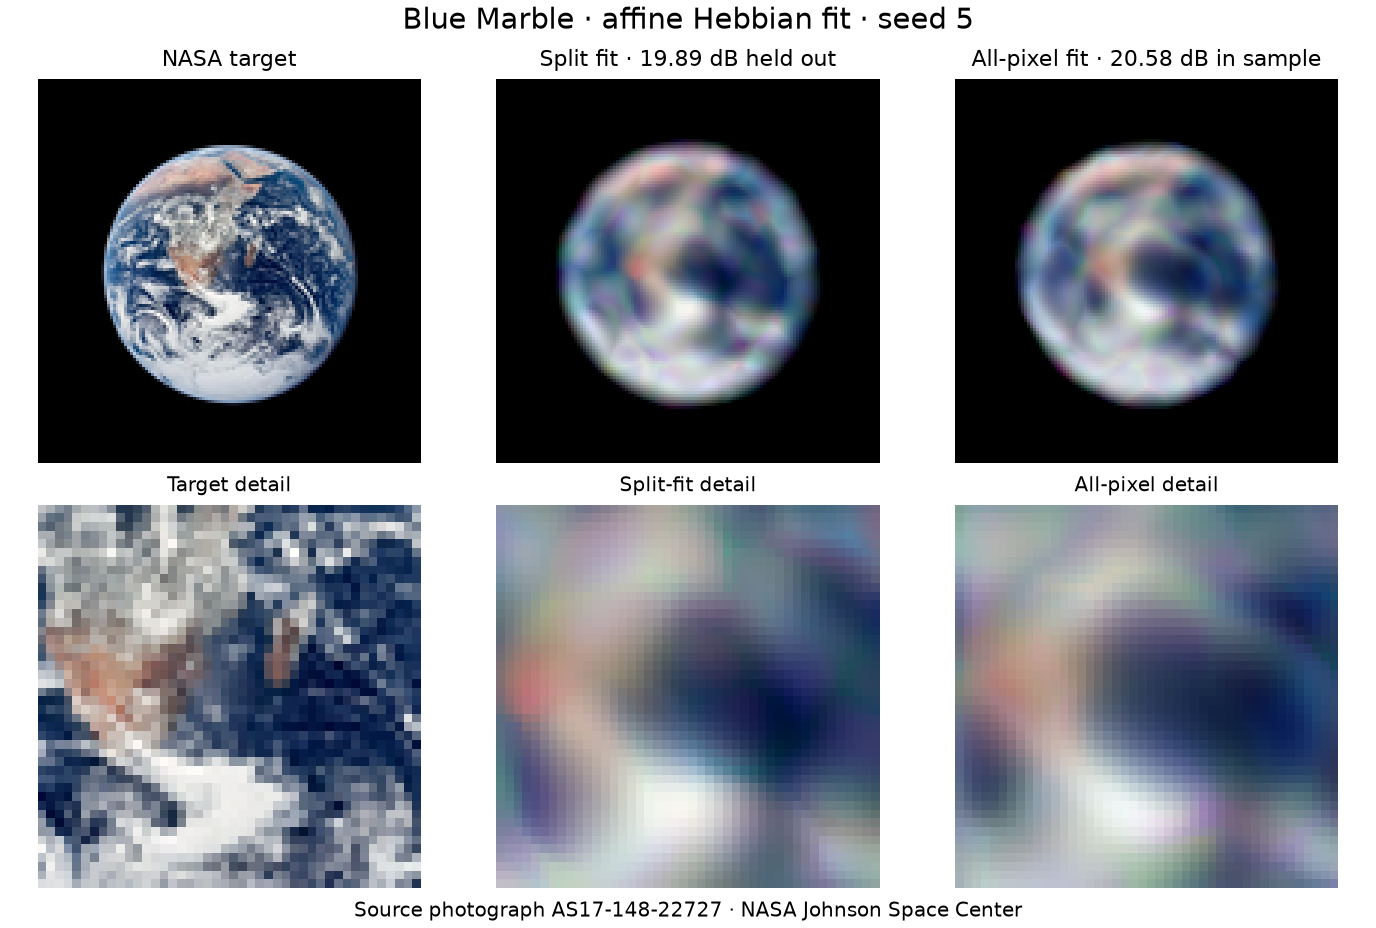 Blue Marble · affine Hebbian fit · seed 5
NASA target
Split fit · 19.89 dB held out
All-pixel fit · 20.58 dB in sample
Target detail
Split-fit detail
All-pixel detail
Source photograph AS17-148-22727 · NASA Johnson Space Center